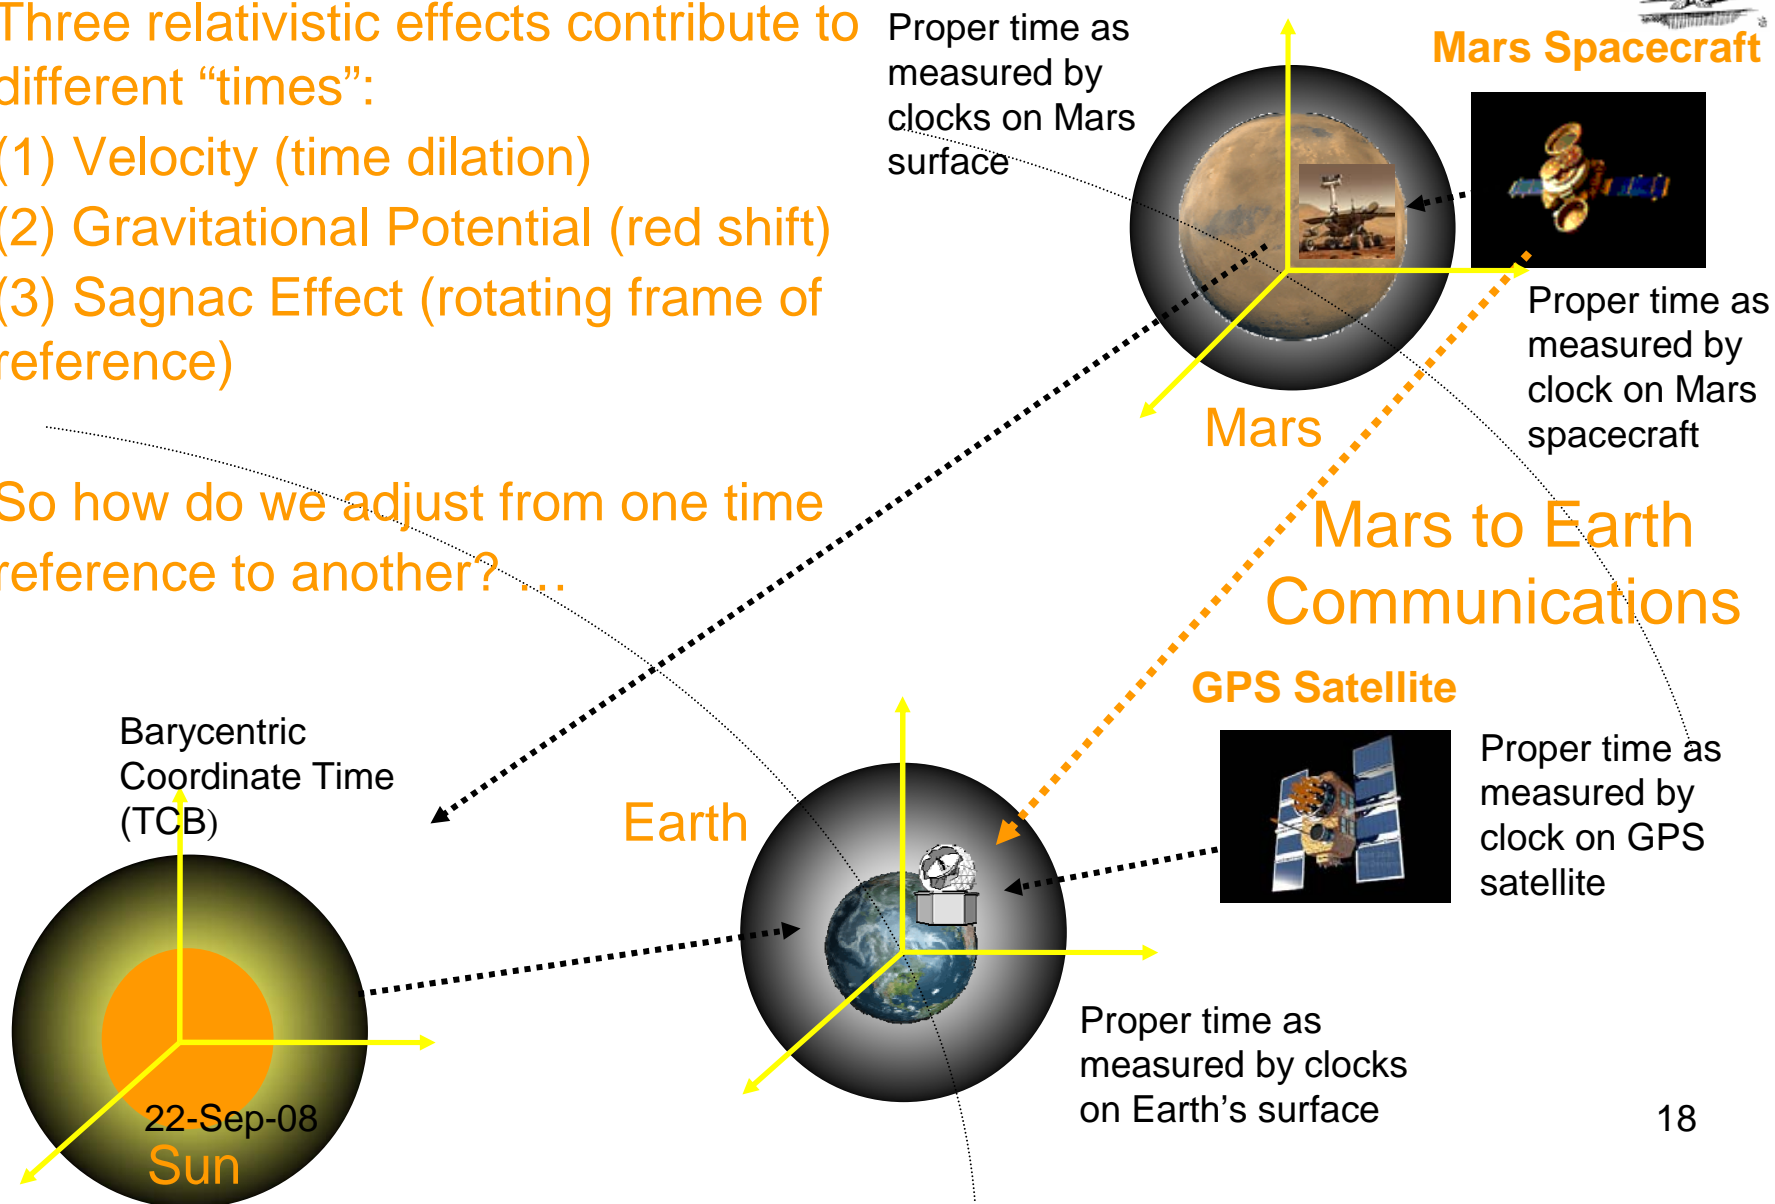 Three relativistic effects contribute to
different “times”:
(1) Velocity (time dilation)
(2) Gravitational Potential (red shift)
(3) Sagnac Effect (rotating frame of
reference)
So how do we adjust from one time
reference to another? …
Proper time as
measured by
clocks on Mars
surface
Mars Spacecraft
Proper time as
measured by
clock on Mars
spacecraft
Mars
Mars to Earth
Communications
GPS Satellite
Proper time as
measured by
clock on GPS
satellite
Barycentric
Coordinate Time
(TCB)
Earth
Proper time as
measured by clocks
on Earth’s surface
22-Sep-08
Sun
18